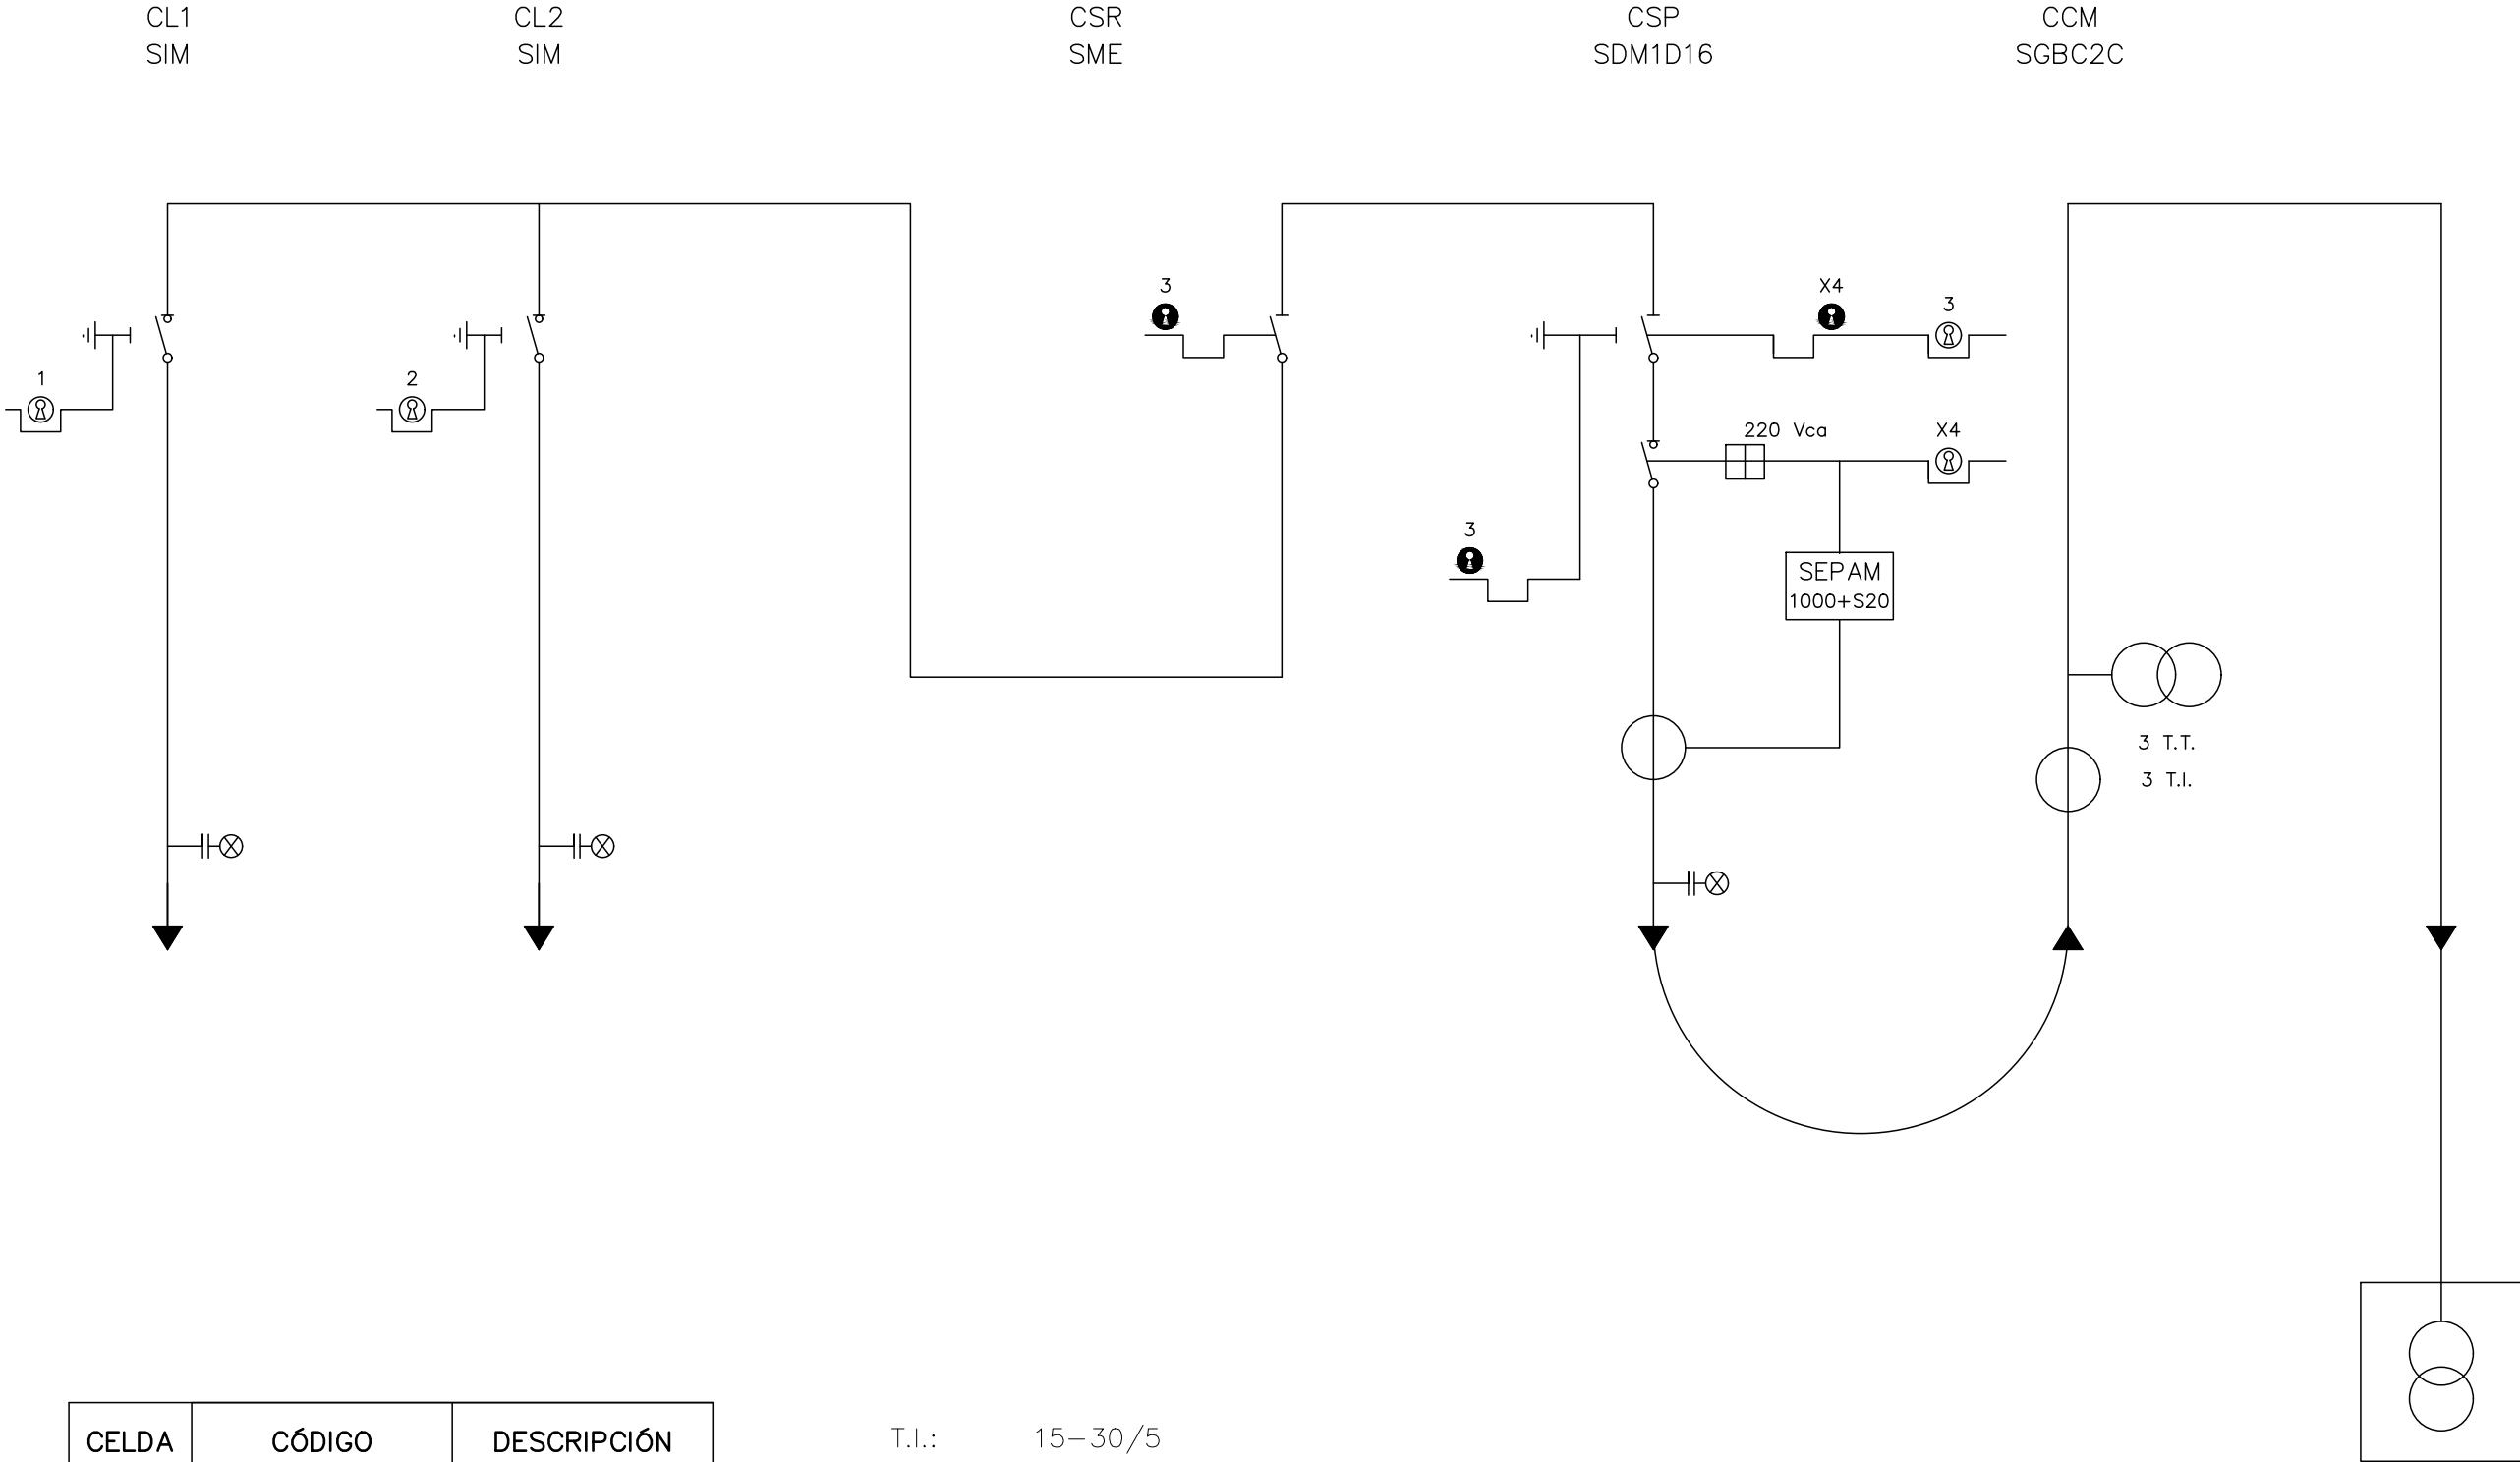 CL1
SIM
CL2
SIM
CSR
SME
CSP
SDM1D16
CCM
SGBC2C
3
X4
3
1
2
220 Vca
X4
3
SEPAM
1000+S20
3 T.T.
3 T.I.
CELDA CóDIGO DESCRIPCIóN
T.I.: 15-30/5